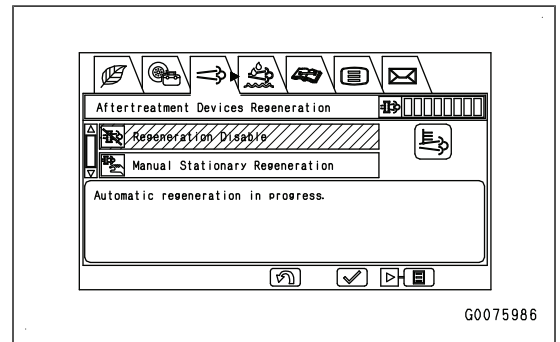 Aftertreatment Devices Regeneration
Regeneration Disable
Manual Stationary Regeneration
Automatic regeneration in progress.
G0075986